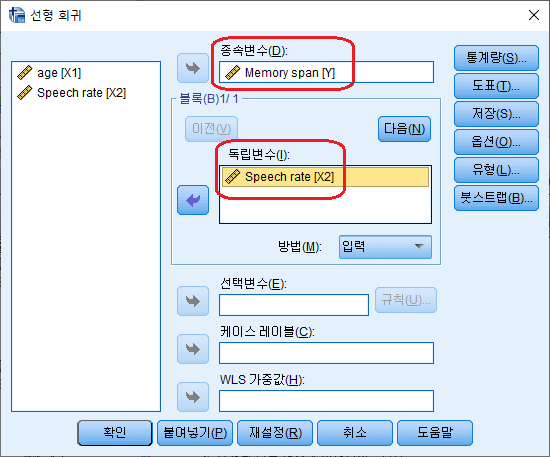 선형 회귀
age [X1]
Speech rate [X2]
종속변수(D):
Memory span [Y]
블록(B)1/ 1
이전(V)
다음(N)
독립변수(I):
Speech rate [X2]
방법(M):
입력
선택변수(E):
규칙(U)...
케이스 레이블(C):
WLS 가중값(H):
통계량(S)...
도표(T)...
저장(S)...
옵션(O)...
유형(L)...
붓스트랩(B)...
확인
붙여넣기(P)
재설정(R)
취소
도움말